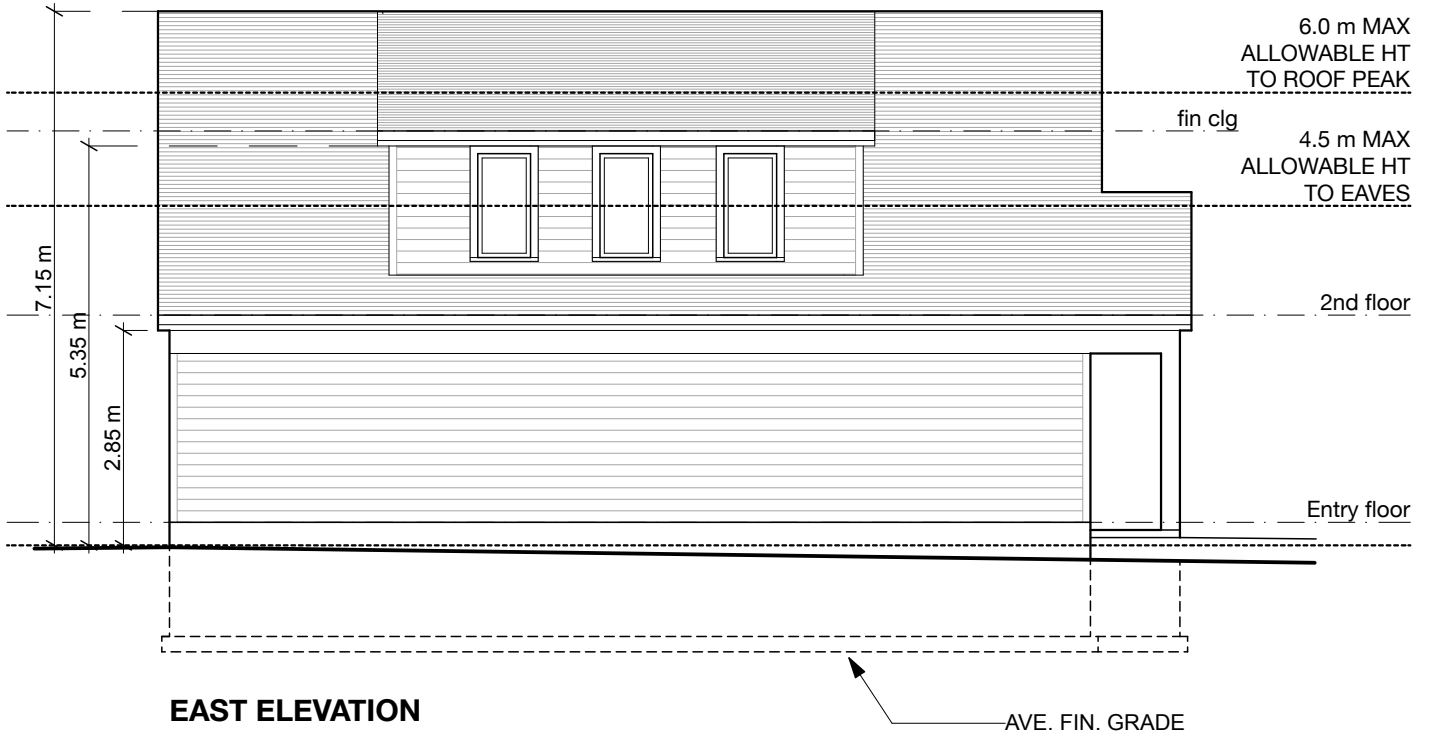 6.0 m MAX
ALLOWABLE HT
TO ROOF PEAK
fin clg
4.5 m MAX
ALLOWABLE HT
TO EAVES
7.15 m
5.35 m
2.85 m
2nd floor
Entry floor
EAST ELEVATION
AVE. FIN. GRADE